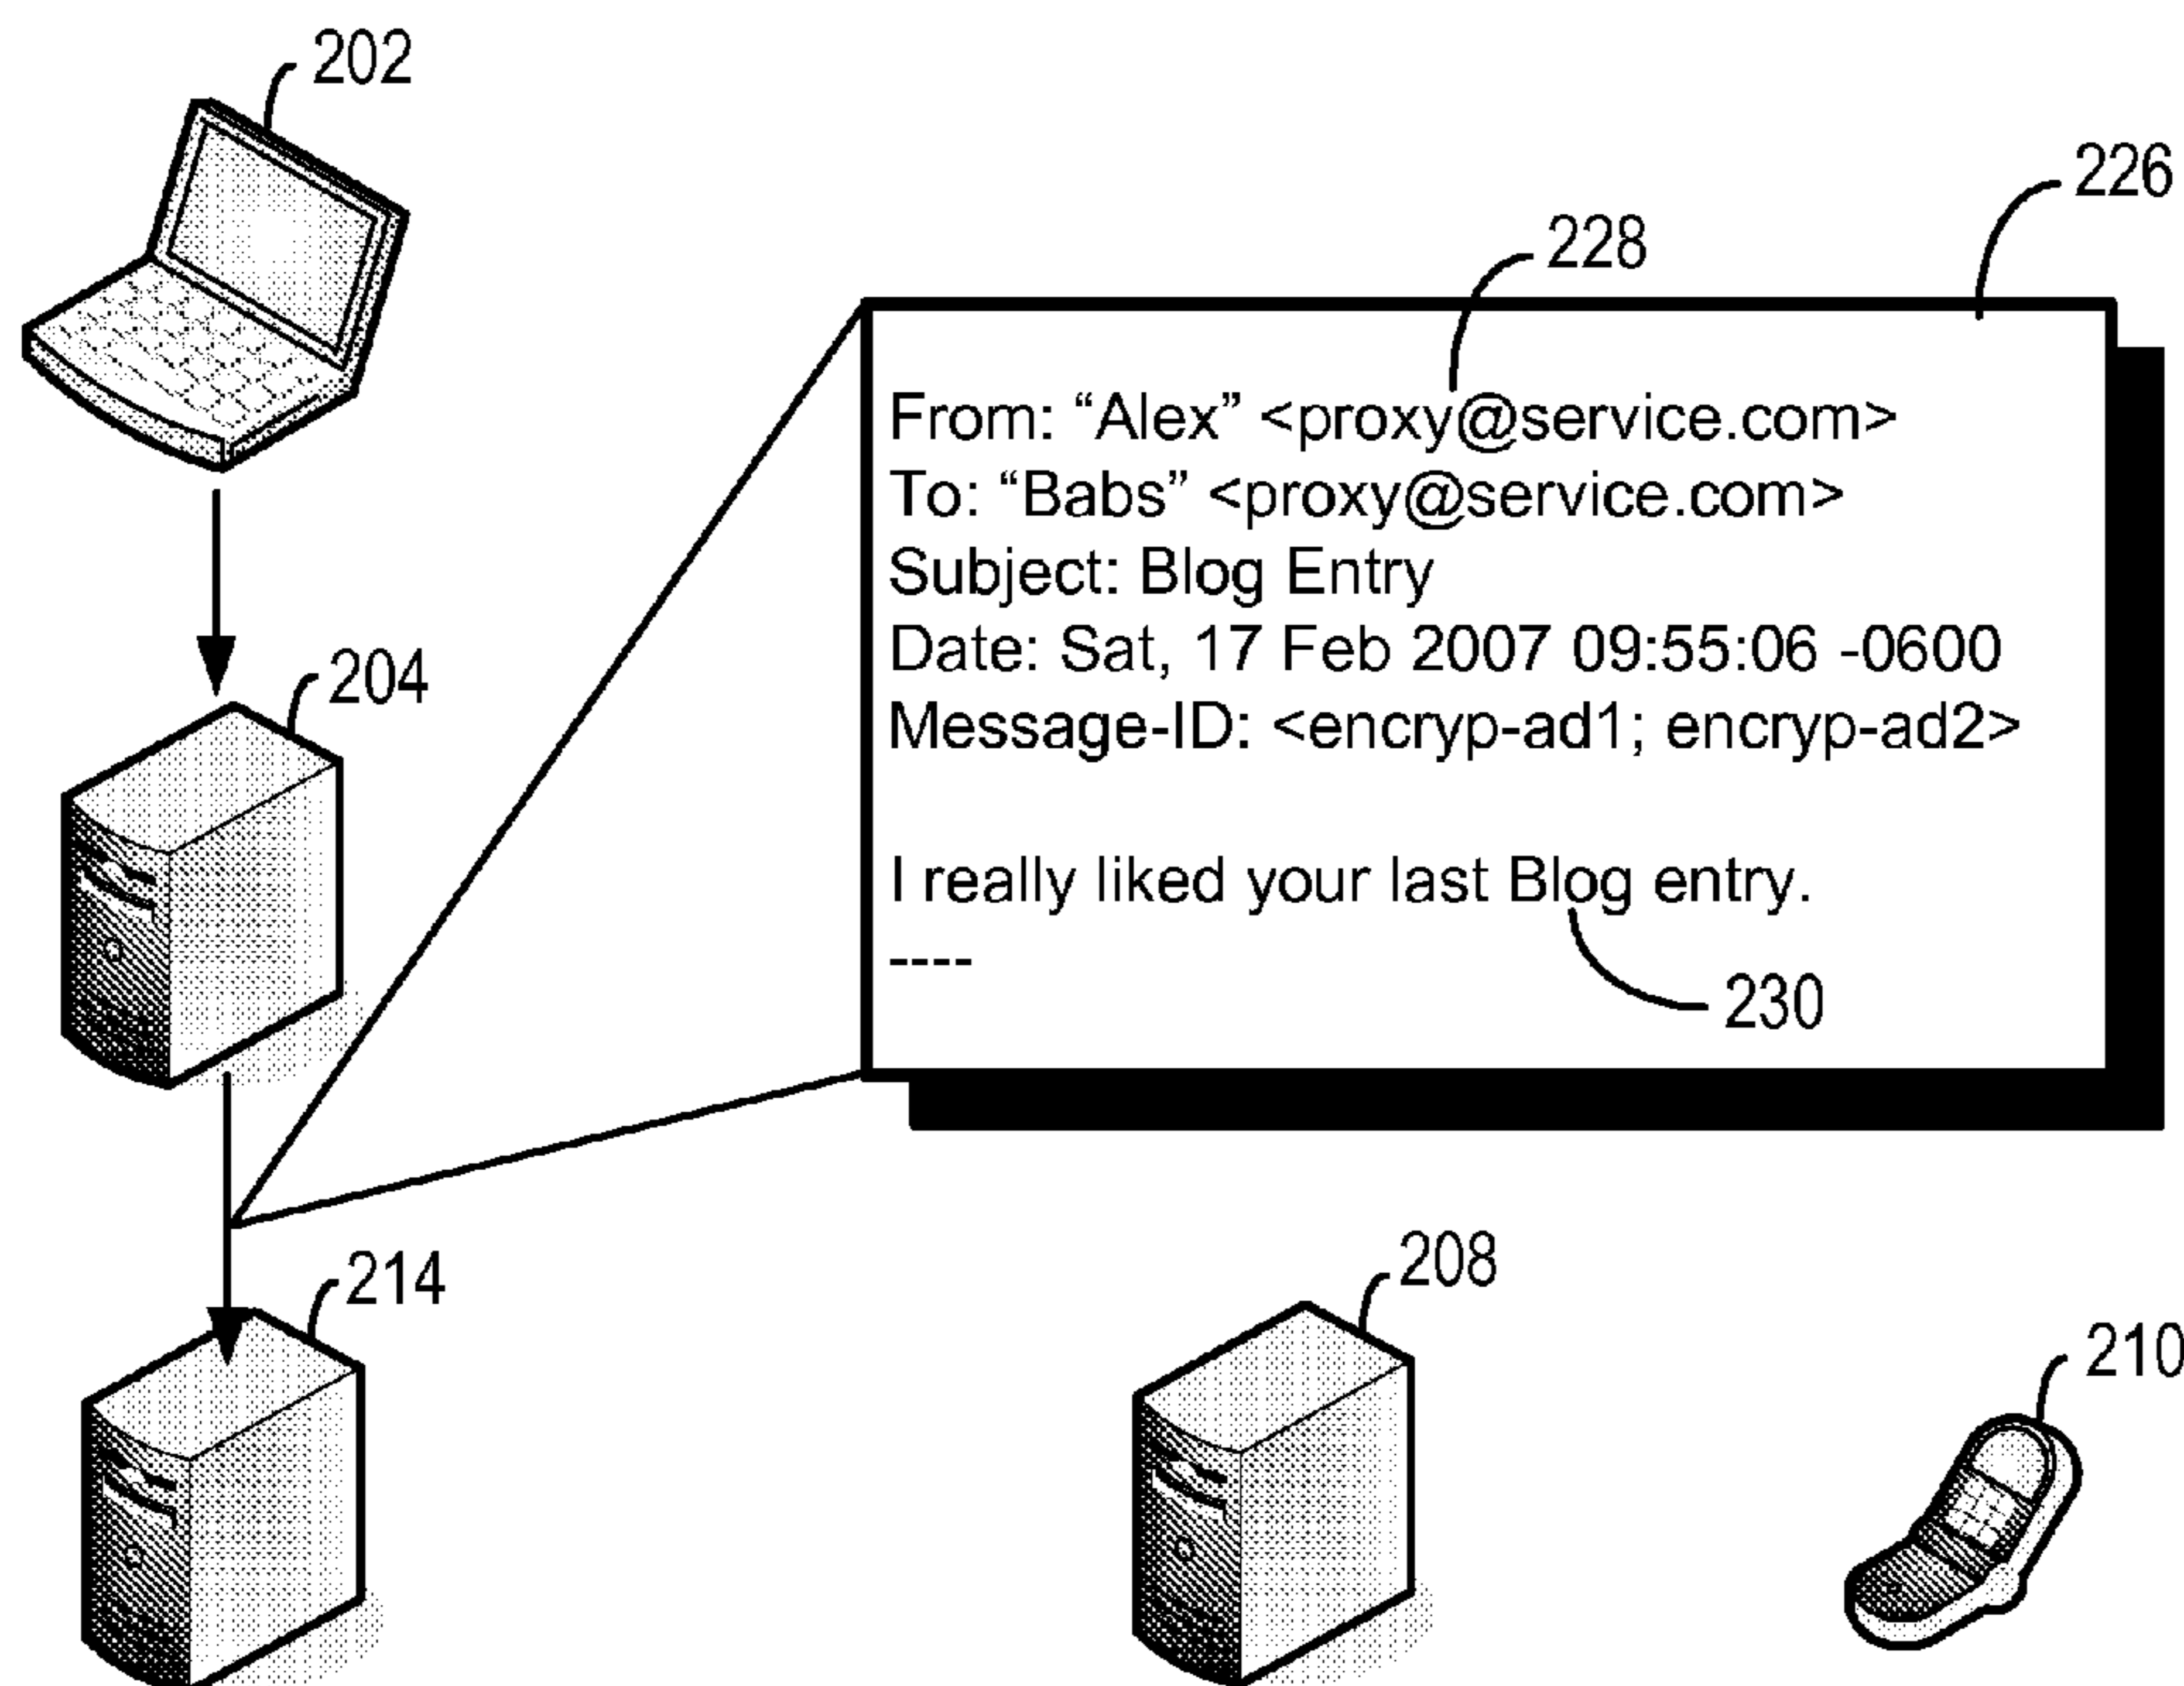 202
226
228
From: “Alex” <proxy@service.com>
To: “Babs” <proxy@service.com>
Subject: Blog Entry
Date: Sat, 17 Feb 2007 09:55:06 -0600
Message-ID: <encryp-ad1; encryp-ad2>
I really liked your last Blog entry.
----
230
204
214
208
210